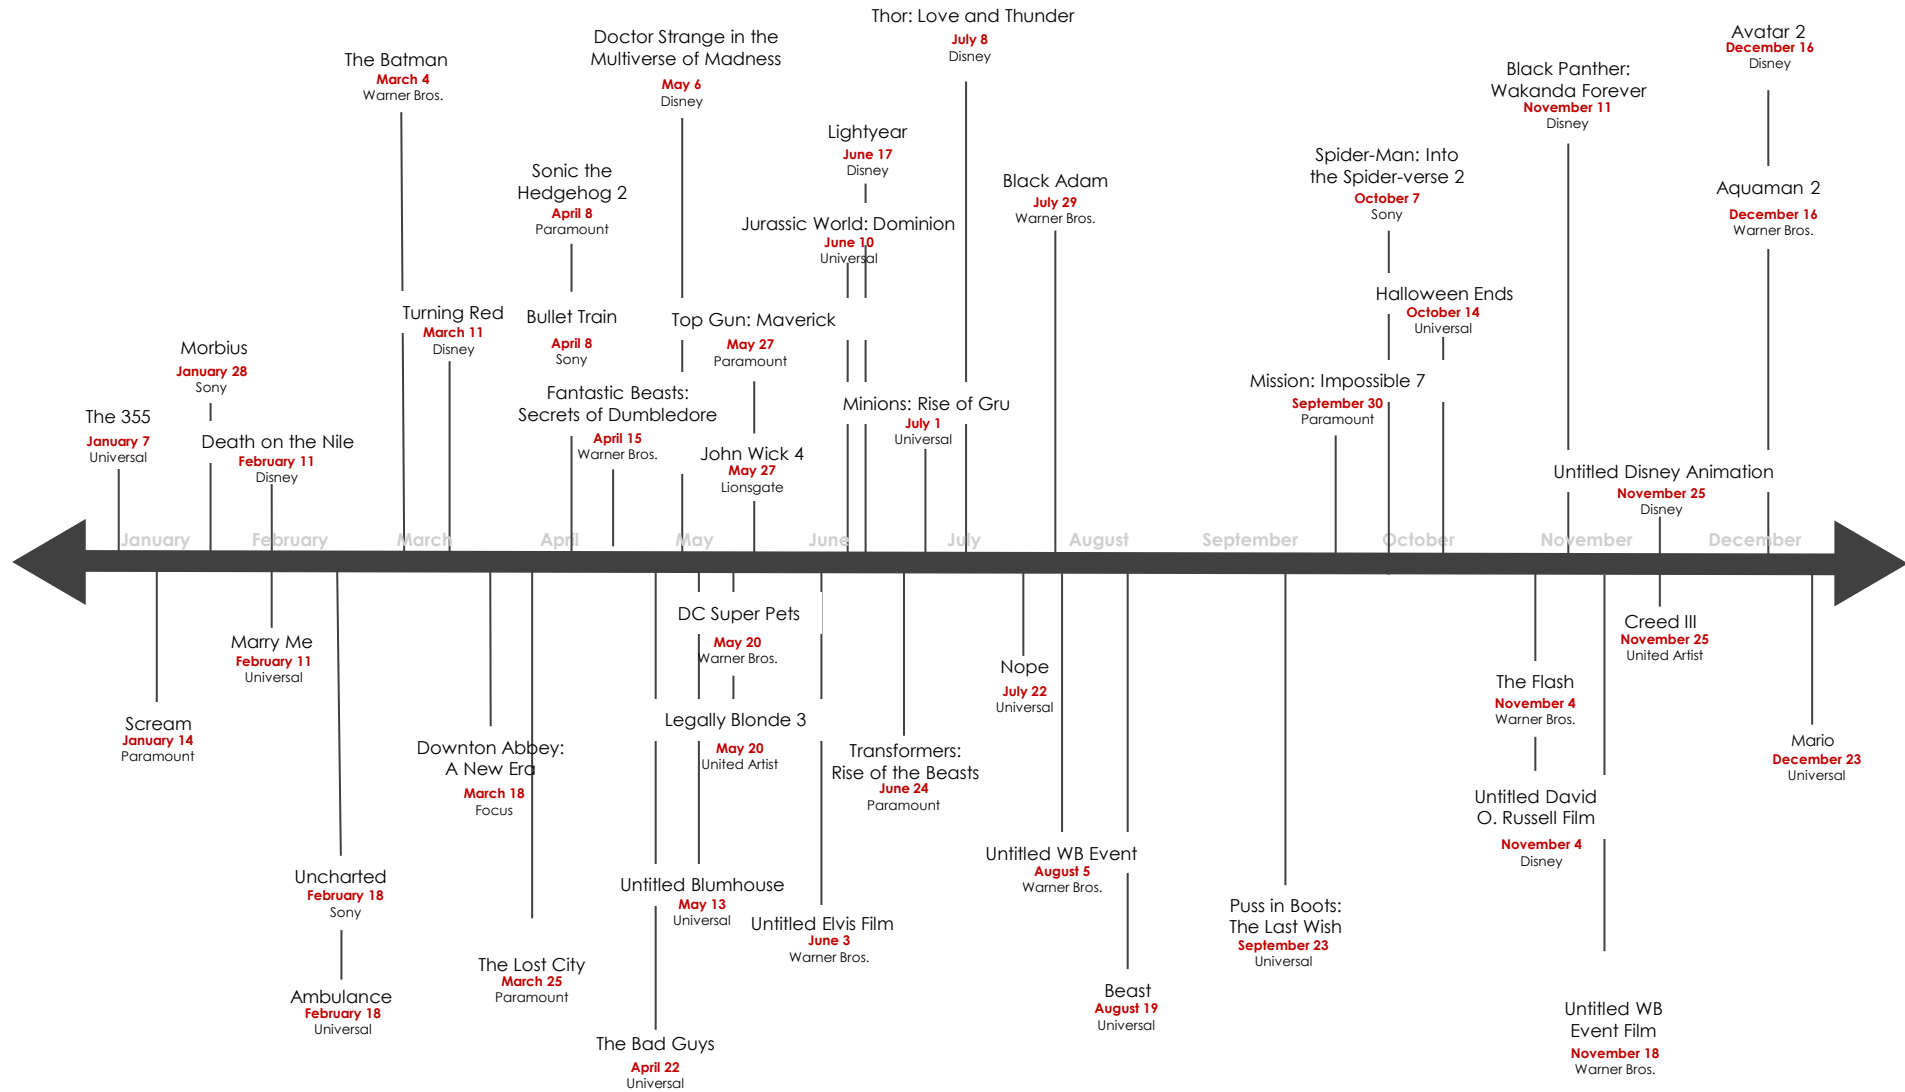 Thor: Love and Thunder
July 8
Disney
Doctor Strange in the
Multiverse of Madness
May 6
Disney
Avatar 2
December 16
Disney
The Batman
March 4
Warner Bros.
Black Panther:
Wakanda Forever
November 11
Disney
Lightyear
June 17
Disney
Sonic the
Hedgehog 2
April 8
Paramount
Spider-Man: Into
the Spider-verse 2
October 7
Sony
Black Adam
July 29
Warner Bros.
Aquaman 2
December 16
Warner Bros.
Jurassic World: Dominion
June 10
Universal
Halloween Ends
October 14
Universal
Turning Red
March 11
Disney
Bullet Train
April 8
Sony
Top Gun: Maverick
May 27
Paramount
Morbius
January 28
Sony
Mission: Impossible 7
September 30
Paramount
Fantastic Beasts:
Secrets of Dumbledore
April 15
Warner Bros.
Minions: Rise of Gru
July 1
Universal
The 355
January 7
Universal
Death on the Nile
February 11
Disney
John Wick 4
May 27
Lionsgate
Untitled Disney Animation
November 25
Disney
January
February
March
April
May
June
July
August
September
October
November
December
DC Super Pets
May 20
Warner Bros.
Creed III
November 25
United Artist
Marry Me
February 11
Universal
Nope
July 22
Universal
The Flash
November 4
Warner Bros.
Scream
January 14
Paramount
Legally Blonde 3
May 20
United Artist
Downton Abbey:
A New Era
March 18
Focus
Transformers:
Rise of the Beasts
June 24
Paramount
Mario
December 23
Universal
Untitled David
O. Russell Film
November 4
Disney
Untitled WB Event
August 5
Warner Bros.
Uncharted
February 18
Sony
Untitled Blumhouse
May 13
Universal
Untitled Elvis Film
June 3
Warner Bros.
Puss in Boots:
The Last Wish
September 23
Universal
The Lost City
March 25
Paramount
Ambulance
February 18
Universal
Beast
August 19
Universal
Untitled WB
Event Film
November 18
Warner Bros.
The Bad Guys
April 22
Universal